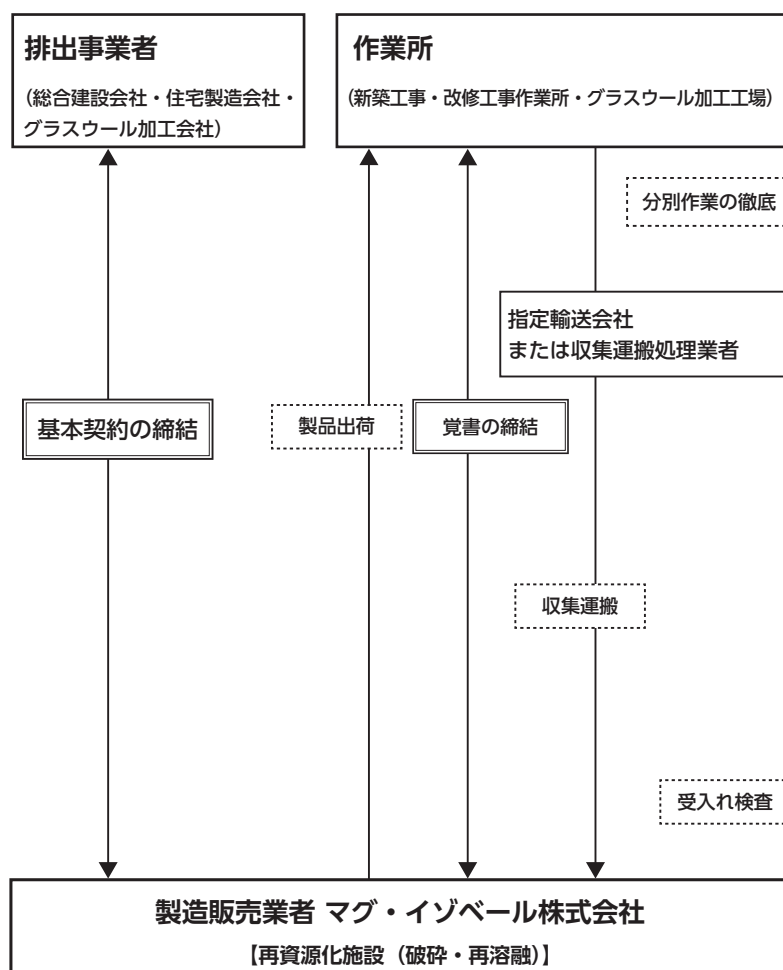 排出事業者
（総合建設会社・住宅製造会社・
グラスウール加工会社）
作業所
（新築工事・改修工事作業所・グラスウール加工工場）
分別作業の徹底
指定輸送会社
または収集運搬処理業者
基本契約の締結
製品出荷
覚書の締結
収集運搬
受入れ検査
製造販売業者 マグ・イゾベール株式会社
【再資源化施設（破砕・再溶融）】